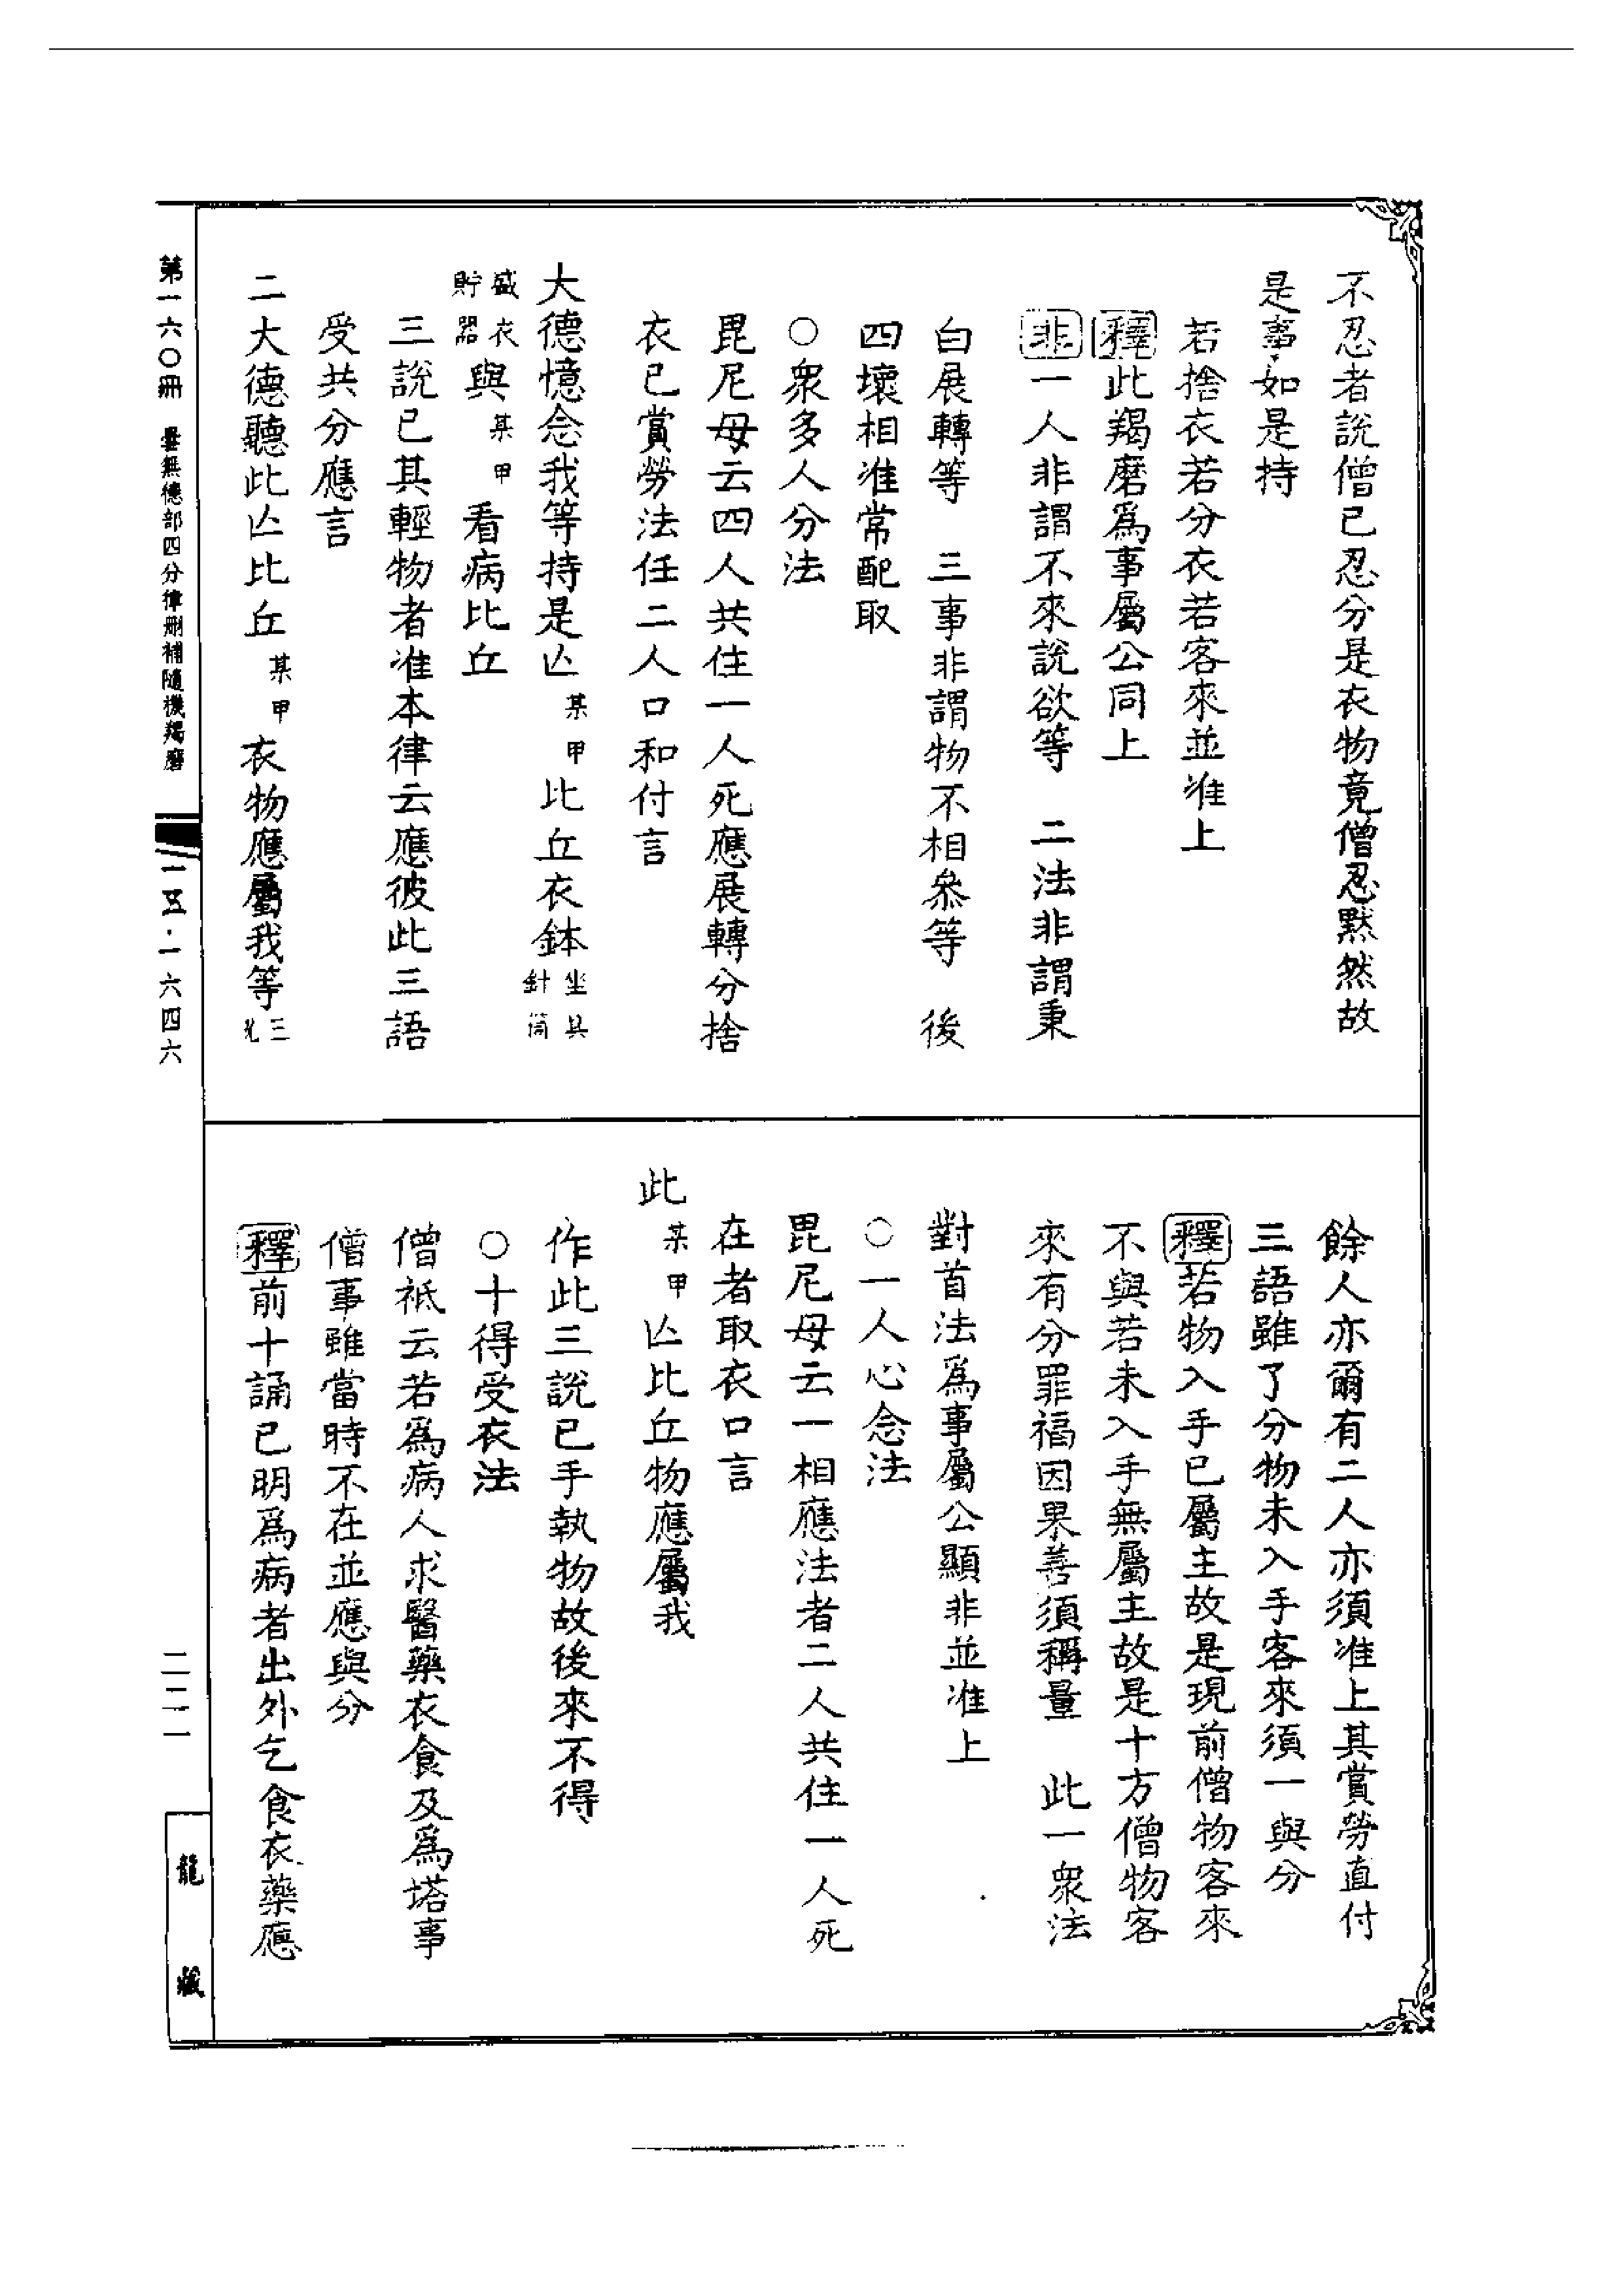 不忍者說僧已忍分是衣物竟僧忍默然故
是事如是持
若捨衣若分衣若客來並准上
釋此羯磨爲事屬公同上
非一人非謂不來說欲等　二法非謂秉
白展轉等　三事非謂物不相叅等　後
四壞相准常配取
○衆多人分法
毘尼母云四人共住一人死應展轉分捨
衣已賞勞法任二人口和付言
大德憶念我等持是亾某甲比丘衣鉢坐具針筒
盛衣貯器與某甲看病比丘
三說已其輕物者准本律云應彼此三語
受共分應言
二大德聽此亾比丘某甲衣物應屬我等三說
餘人亦爾有二人亦須准上其賞勞直付
三語雖了分物未入手客來須一與分
釋若物入手已屬主故是現前僧物客來
不與若未入手無屬主故是十方僧物客
來有分罪福因果善須稱量　此一衆法
對首法爲事屬公顯非並准上
○一人心念法
毘尼母云一相應法者二人共住一人死
在者取衣口言
此某甲亾比丘物應屬我
作此三說已手執物故後來不得
○十得受衣法
僧祇云若爲病人求醫藥衣食及爲塔事
僧事雖當時不在並應與分
釋前十誦已明爲病者出外乞食衣藥應
第一六〇冊　曇無德部四分律刪補隨機羯磨
一五・一六四六
二二一
龍藏